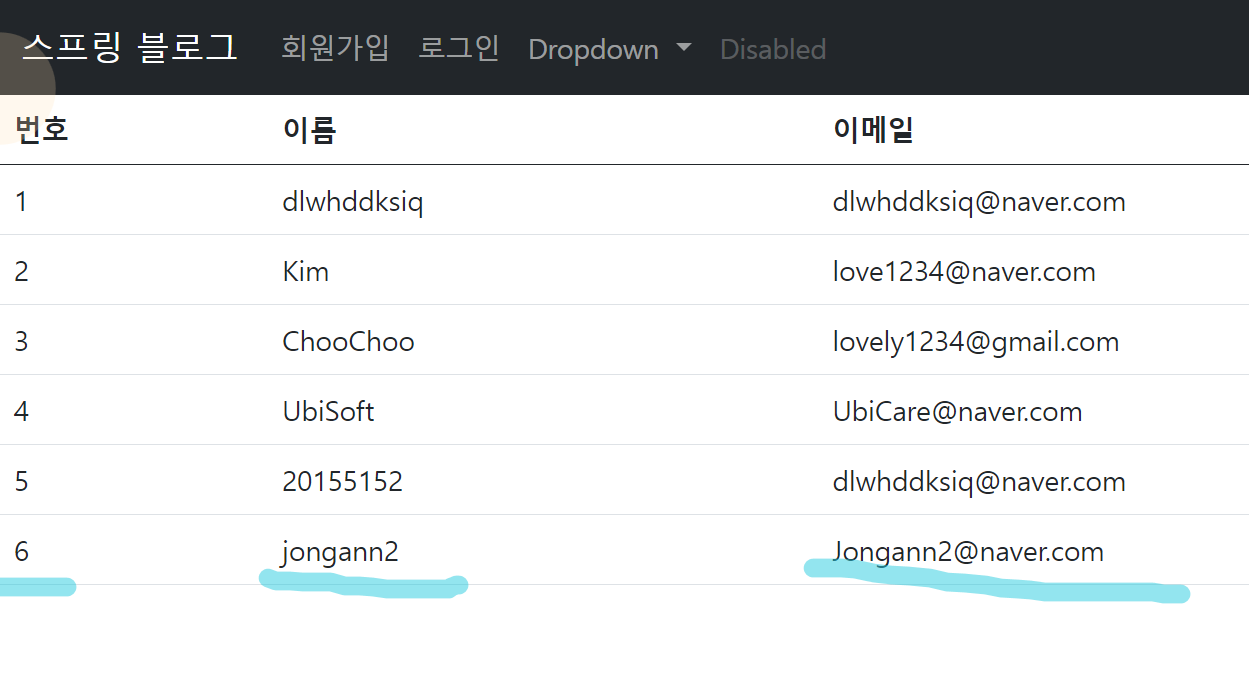 스프링 블로그 회원가입 로그인 Dropdown Disabled
번호 이름 이메일
1 dlwhddksiq dlwhddksiq@naver.com
2 Kim love1234@naver.com
3 ChooChoo lovely1234@gmail.com
4 UbiSoft UbiCare@naver.com
5 20155152 dlwhddksiq@naver.com
6 jongann2 Jongann2@naver.com